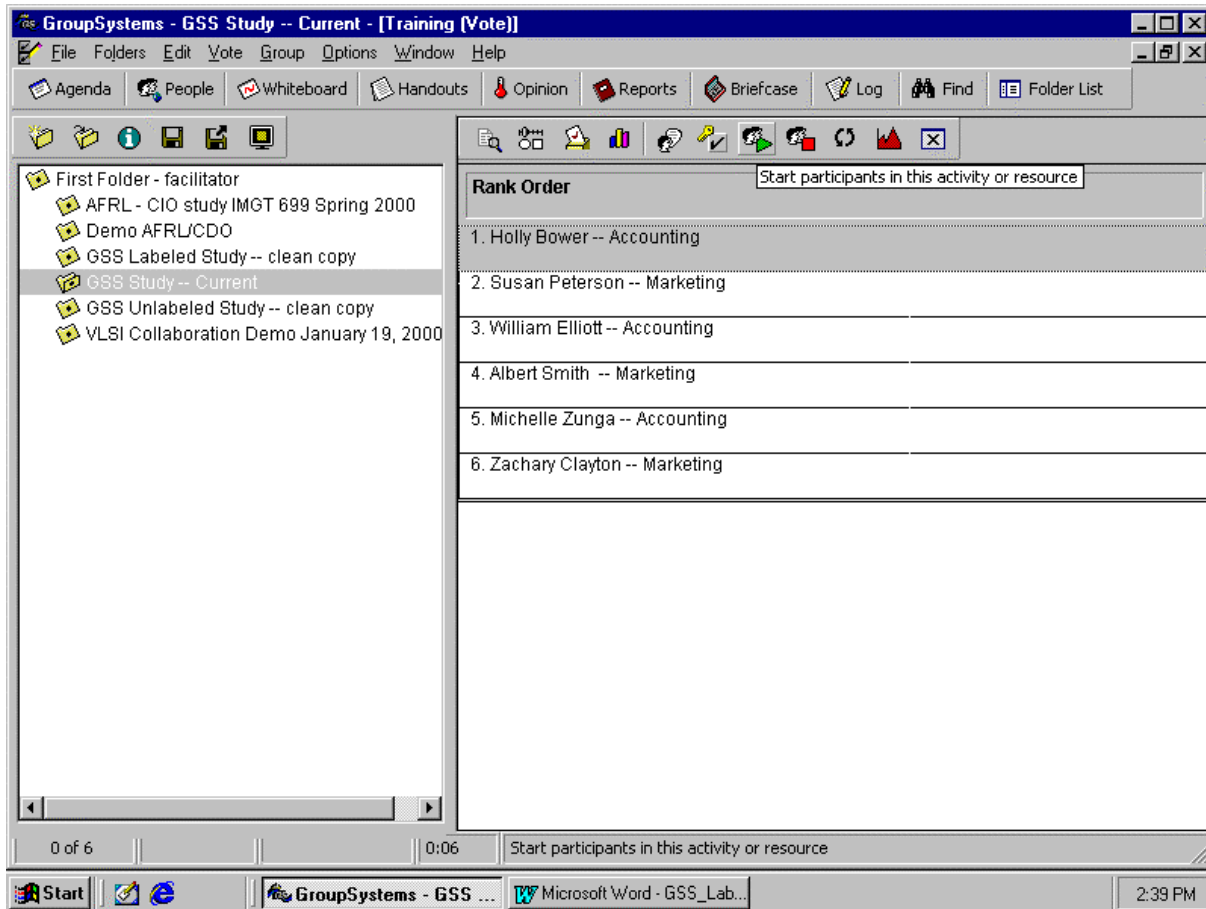 GroupSystems - GSS Study -- Current - [Training (Vote)]
File Folders Edit Vote Group Options Window Help
Agenda People Whiteboard Handouts Opinion Reports Briefcase Log Find Folder List
First Folder - facilitator
AFRL - CIO study IMGT 699 Spring 2000
Demo AFRL/CDO
GSS Labeled Study -- clean copy
GSS Study -- Current
GSS Unlabeled Study -- clean copy
VLSI Collaboration Demo January 19, 2000
Start participants in this activity or resource
Rank Order
1. Holly Bower -- Accounting
2. Susan Peterson -- Marketing
3. William Elliott -- Accounting
4. Albert Smith -- Marketing
5. Michelle Zunga -- Accounting
6. Zachary Clayton -- Marketing
0 of 6 0:06 Start participants in this activity or resource
Start GroupSystems - GSS ... Microsoft Word - GSS_Lab... 2:39 PM